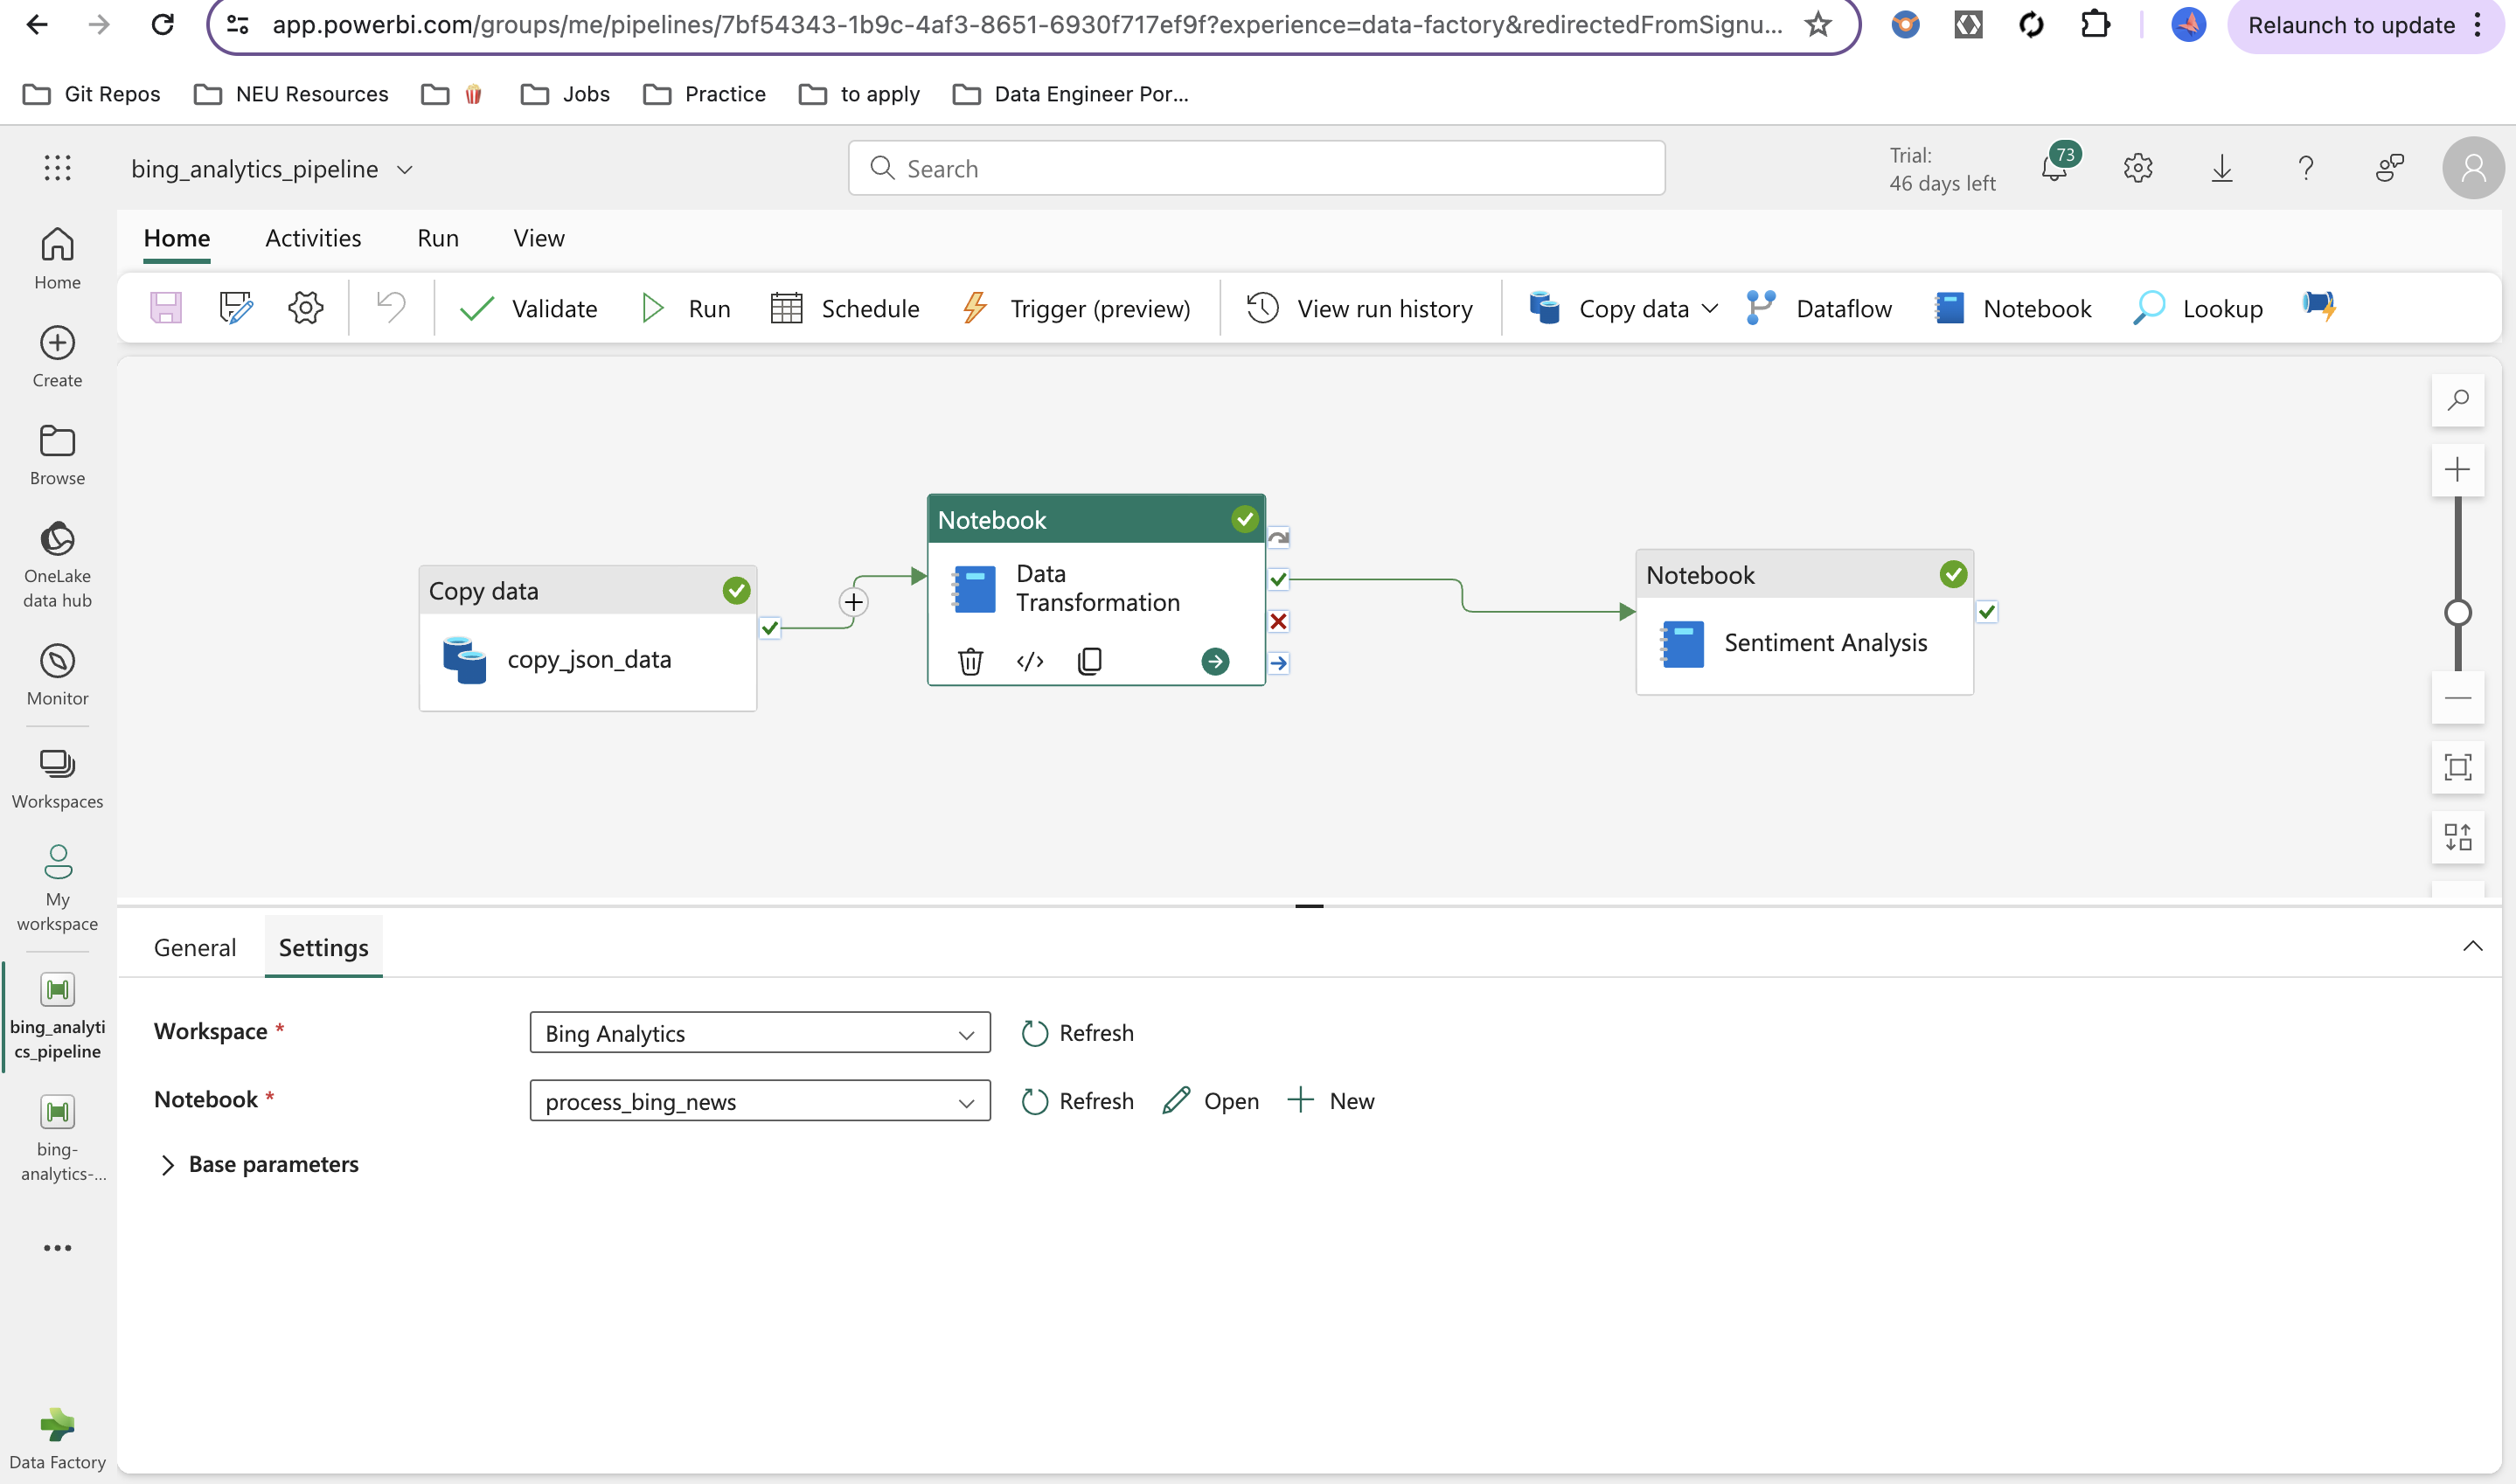 app.powerbi.com/groups/me/pipelines/7bf54343-1b9c-4af3-8651-6930f717ef9f?experience=data-factory&redirectedFromSignu...
Relaunch to update
Git Repos
NEU Resources
Jobs
Practice
to apply
Data Engineer Por...
bing_analytics_pipeline
Search
Trial:
46 days left
73
Home
Activities
Run
View
Validate
Run
Schedule
Trigger (preview)
View run history
Copy data
Dataflow
Notebook
Lookup
Home
Create
Browse
OneLake
data hub
Monitor
Workspaces
My
workspace
bing_analyti
cs_pipeline
bing-
analytics-...
Data Factory
Copy data
copy_json_data
Notebook
Data
Transformation
Notebook
Sentiment Analysis
General
Settings
Workspace *
Bing Analytics
Refresh
Notebook *
process_bing_news
Refresh
Open
New
Base parameters